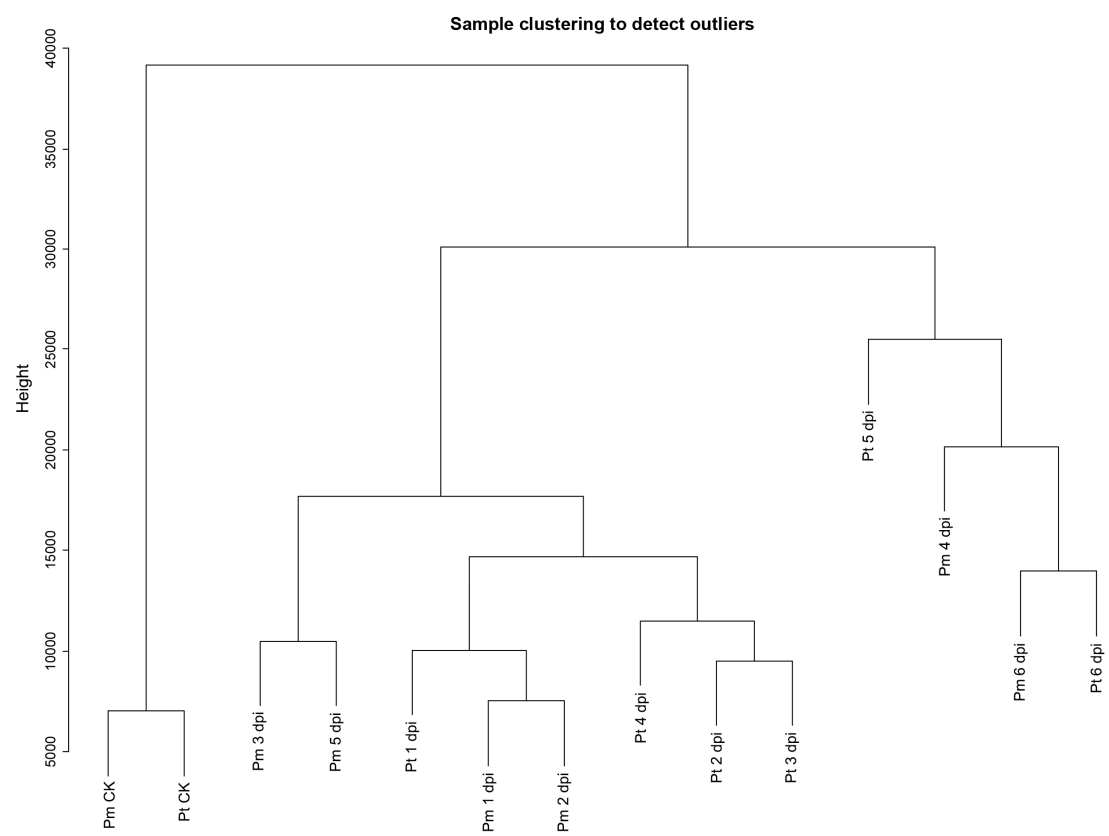 Sample clustering to detect outliers
Height
40000
35000
30000
25000
20000
15000
10000
5000
Pm CK
Pt CK
Pm 3 dpi
Pm 5 dpi
Pt 1 dpi
Pm 1 dpi
Pm 2 dpi
Pt 4 dpi
Pt 2 dpi
Pt 3 dpi
Pt 5 dpi
Pm 4 dpi
Pm 6 dpi
Pt 6 dpi